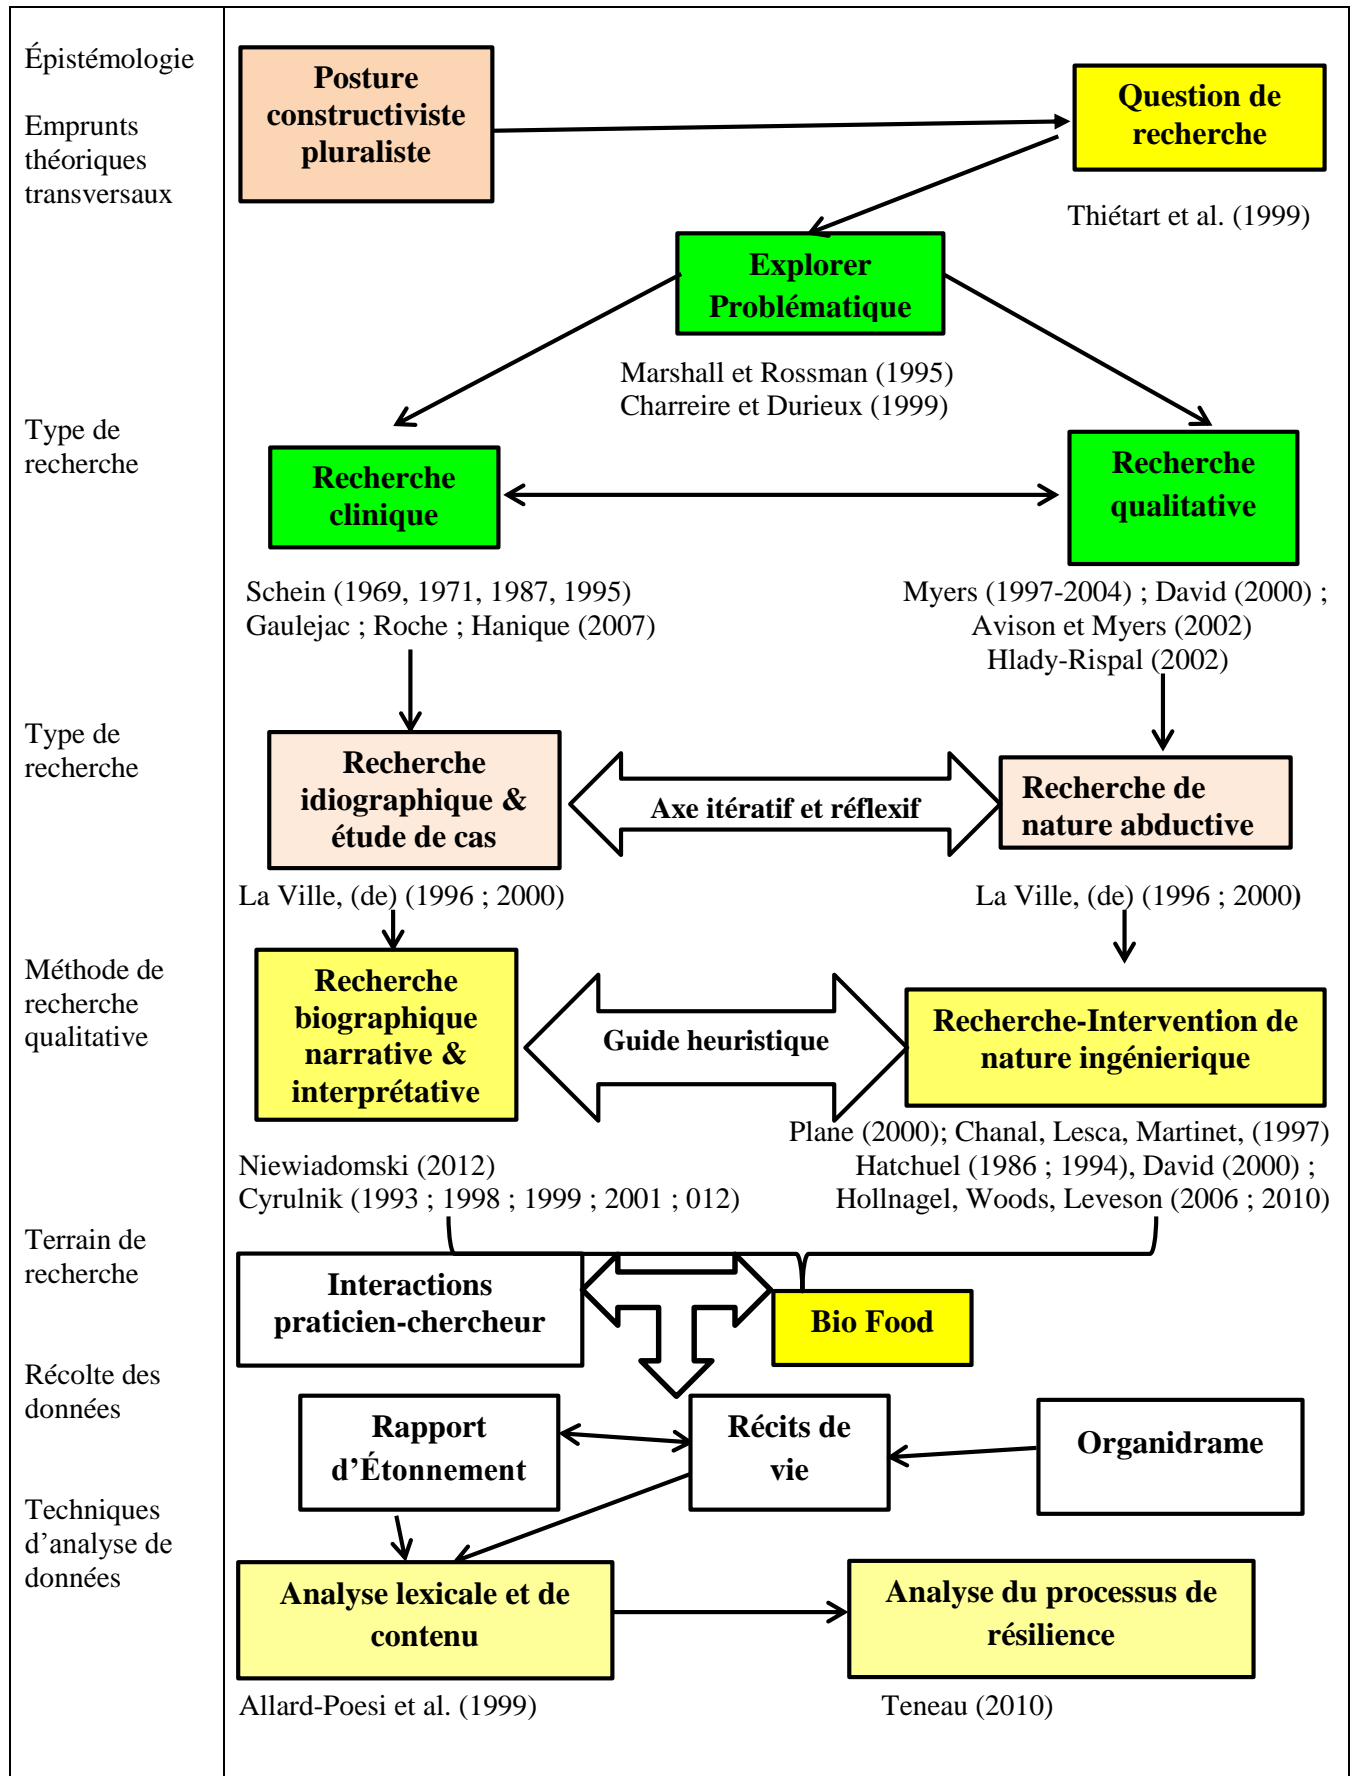 Épistémologie
Emprunts
théoriques
transversaux
Posture
constructiviste
pluraliste
Question de
recherche
Thiétart et al. (1999)
Explorer
Problématique
Marshall et Rossman (1995)
Charreire et Durieux (1999)
Type de
recherche
Recherche
clinique
Recherche
qualitative
Schein (1969, 1971, 1987, 1995)
Gaulejac ; Roche ; Hanique (2007)
Myers (1997-2004) ; David (2000) ;
Avison et Myers (2002)
Hlady-Rispal (2002)
Type de
recherche
Recherche
idiographique &
étude de cas
Axe itératif et réflexif
Recherche de
nature abductive
La Ville, (de) (1996 ; 2000)
La Ville, (de) (1996 ; 2000)
Méthode de
recherche
qualitative
Recherche
biographique
narrative &
interprétative
Guide heuristique
Recherche-Intervention de
nature ingénierique
Niewiadomski (2012)
Cyrulnik (1993 ; 1998 ; 1999 ; 2001 ; 012)
Plane (2000); Chanal, Lesca, Martinet, (1997)
Hatchuel (1986 ; 1994), David (2000) ;
Hollnagel, Woods, Leveson (2006 ; 2010)
Terrain de
recherche
Interactions
praticien-chercheur
Bio Food
Récolte des
données
Rapport
d’Étonnement
Récits de
vie
Organidrame
Techniques
d’analyse de
données
Analyse lexicale et de
contenu
Analyse du processus de
résilience
Allard-Poesi et al. (1999)
Teneau (2010)